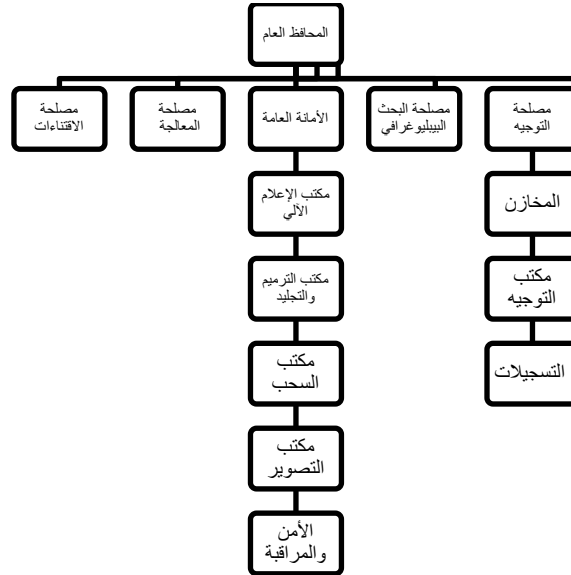 المحافظ العام
مصلحة
التوجيه
مصلحة البحث
البيبليوغرافي
الأمانة العامة
مصلحة
المعالجة
مصلحة
الاقتناءات
المخازن
مكتب
التوجيه
التسجيلات
مكتب الإعلام
الآلي
مكتب الترميم
والتجليد
مكتب
السحب
مكتب
التصوير
الأمن
والمراقبة